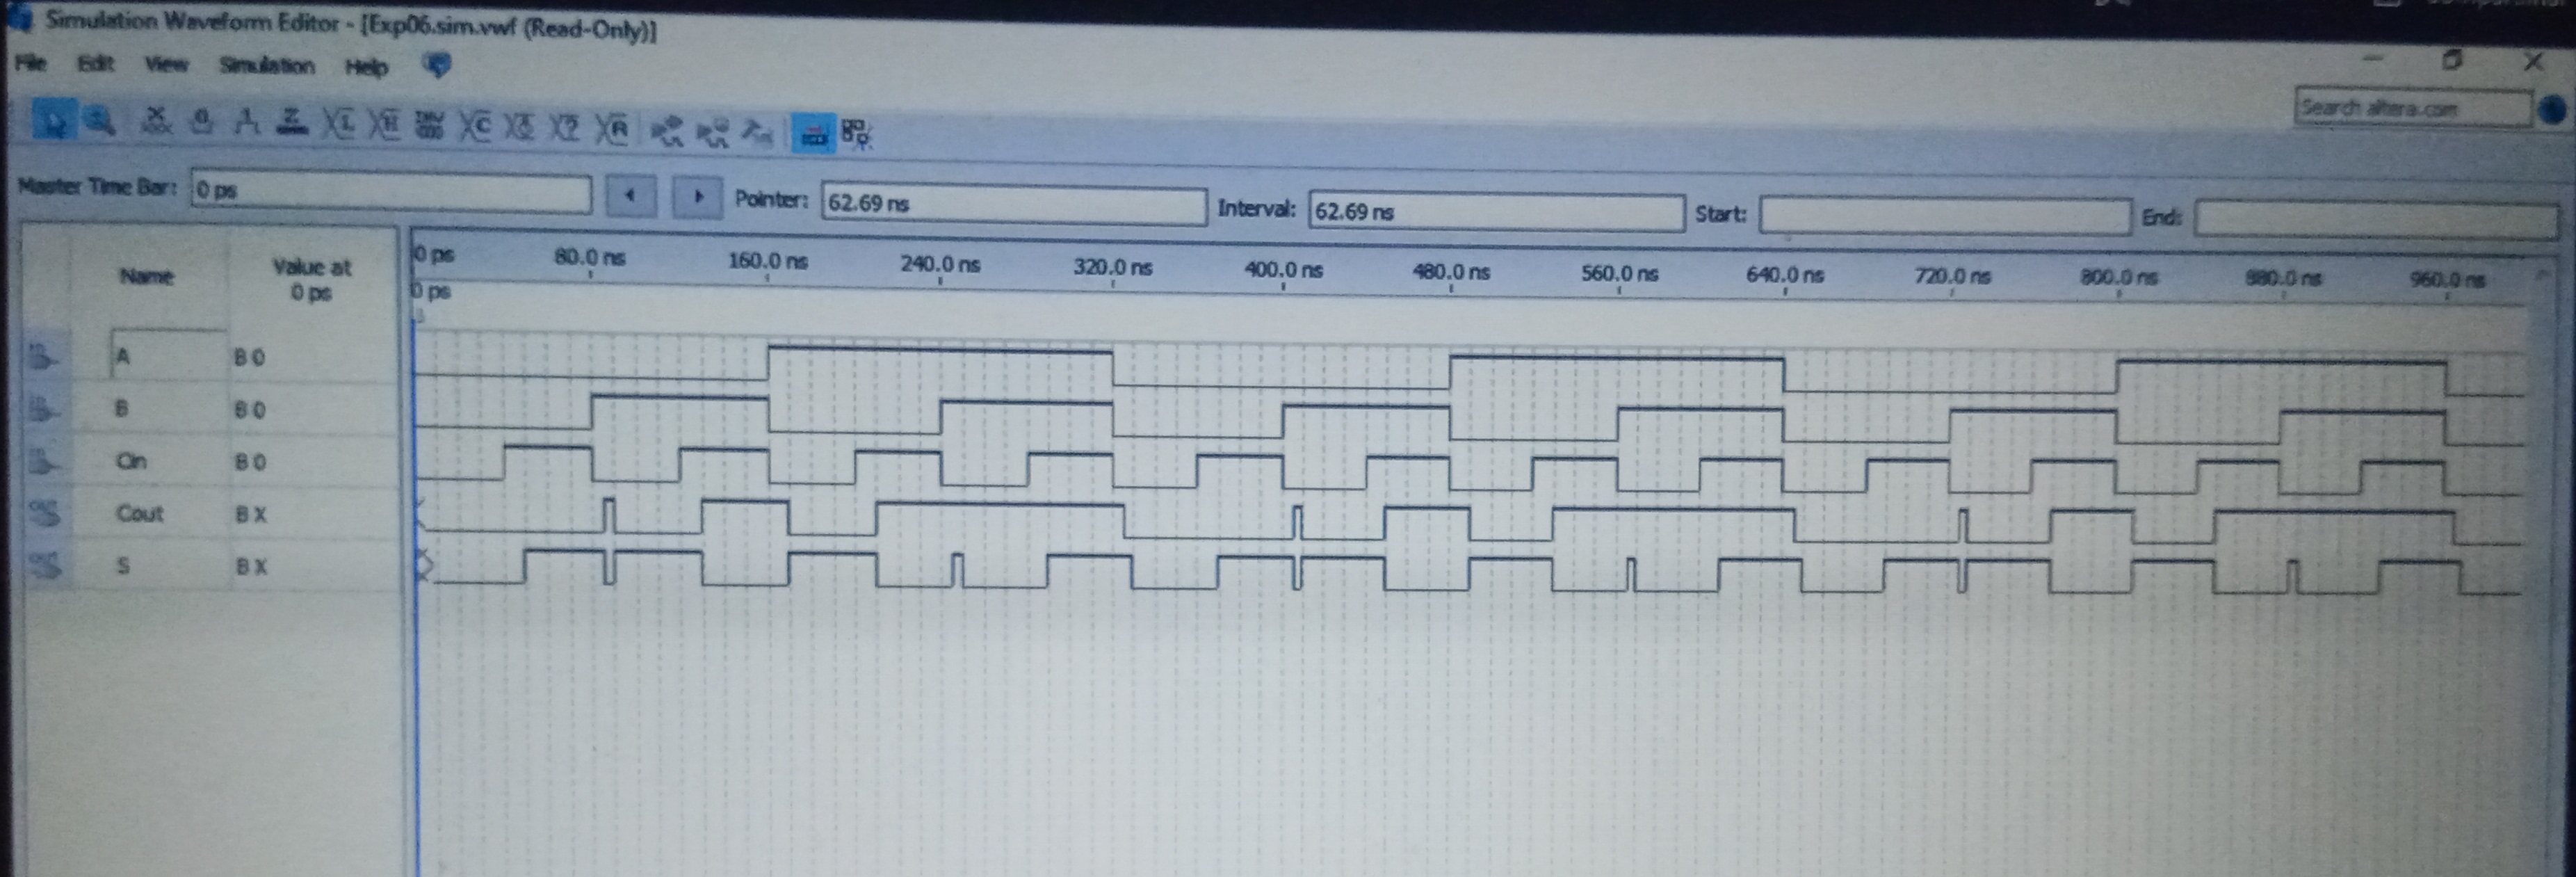 Simulation Waveform Editor - [Exp06.sim.vwf (Read-Only)]
File Edit View Simulation Help
Search altera.com
Master Time Bar: 0 ps Pointer: 62.69 ns Interval: 62.69 ns Start: End:
Name Value at 0 ps
0 ps 80.0 ns 160.0 ns 240.0 ns 320.0 ns 400.0 ns 480.0 ns 560.0 ns 640.0 ns 720.0 ns 800.0 ns 880.0 ns 960.0 ns
0 ps
A B 0
B B 0
Cin B 0
Cout B X
S B X